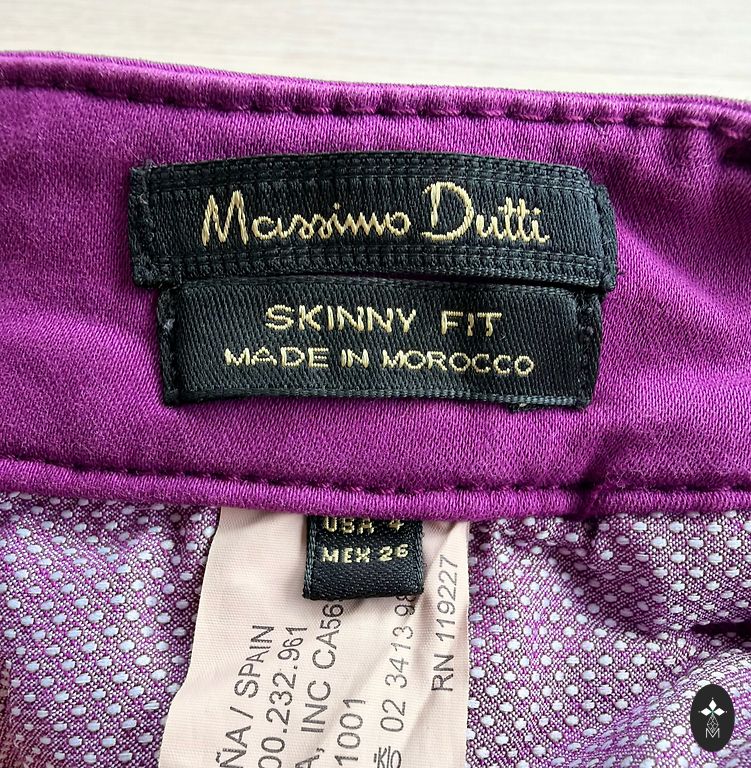 Massimo Dutti
SKINNY FIT
MADE IN MOROCCO
USA 4
MEX 26
ÑA / SPAIN
00.232.961
A, INC CA56
1001
증 02 3413 98
RN 119227
M